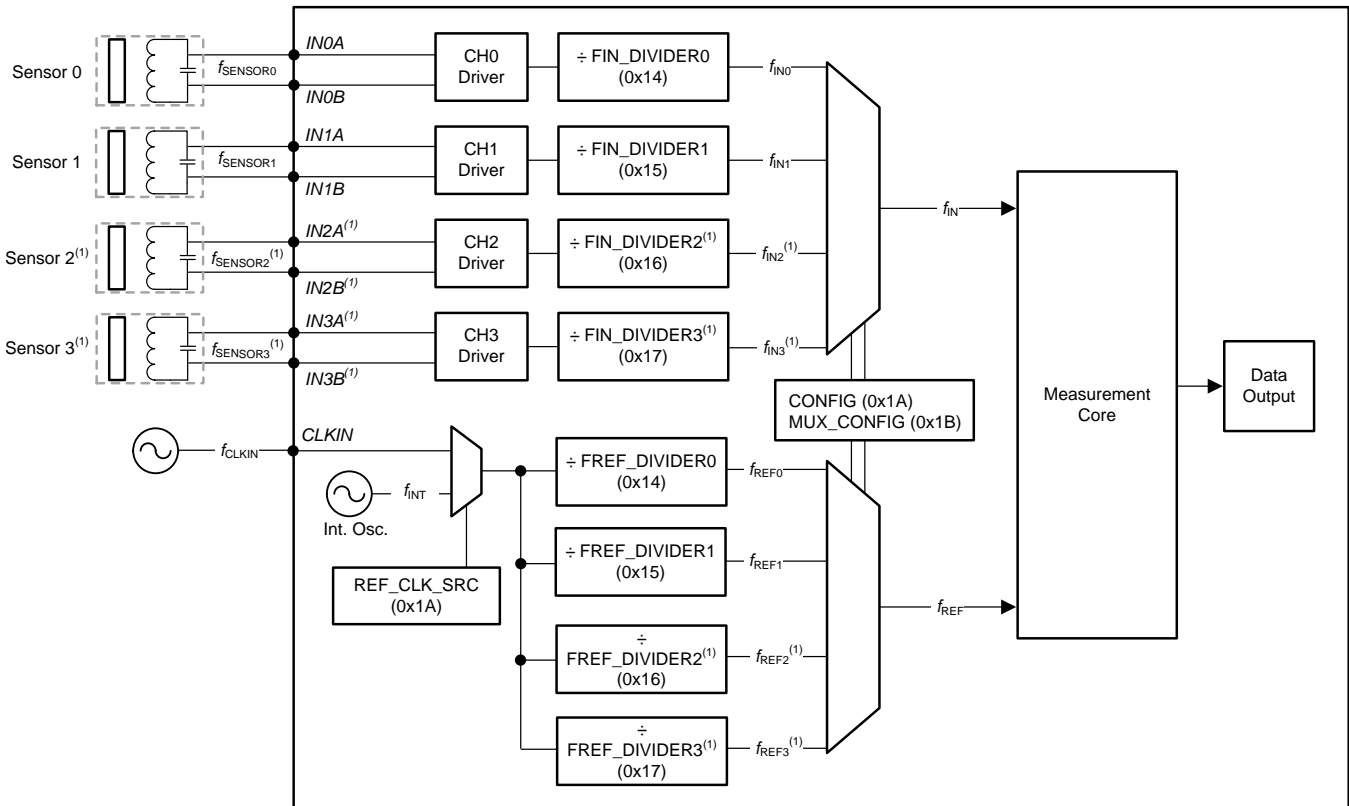 Sensor 0
fSENSOR0
IN0A
IN0B
CH0
Driver
÷ FIN_DIVIDER0
(0x14)
fIN0
Sensor 1
fSENSOR1
IN1A
IN1B
CH1
Driver
÷ FIN_DIVIDER1
(0x15)
fIN1
Sensor 2(1)
fSENSOR2(1)
IN2A(1)
IN2B(1)
CH2
Driver
÷ FIN_DIVIDER2(1)
(0x16)
fIN2(1)
Sensor 3(1)
fSENSOR3(1)
IN3A(1)
IN3B(1)
CH3
Driver
÷ FIN_DIVIDER3(1)
(0x17)
fIN3(1)
fIN
CONFIG (0x1A)
MUX_CONFIG (0x1B)
Measurement
Core
Data
Output
fCLKIN
CLKIN
fINT
Int. Osc.
REF_CLK_SRC
(0x1A)
÷ FREF_DIVIDER0
(0x14)
fREF0
÷ FREF_DIVIDER1
(0x15)
fREF1
÷
FREF_DIVIDER2(1)
(0x16)
fREF2(1)
÷
FREF_DIVIDER3(1)
(0x17)
fREF3(1)
fREF